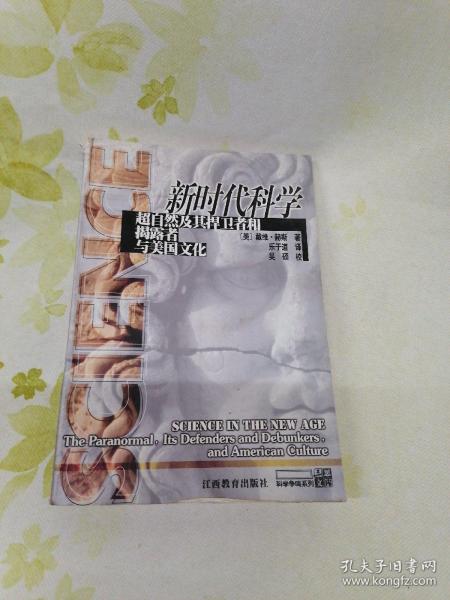 SCIENCE
新时代科学
超自然及其捍卫者和
揭露者
与美国文化
[美] 戴维·赫斯 著
乐于道 译
吴硕 校
SCIENCE IN THE NEW AGE
The Paranormal, Its Defenders and Debunkers,
and American Culture
江西教育出版社
科学争鸣系列
孔夫子旧书网
www.kongfz.com